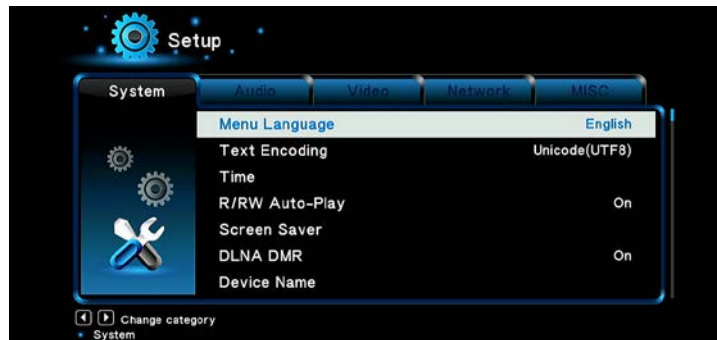 Setup
System Audio Video Network MISC
Menu Language English
Text Encoding Unicode(UTF8)
Time
R/RW Auto-Play On
Screen Saver
DLNA DMR On
Device Name
Change category
System